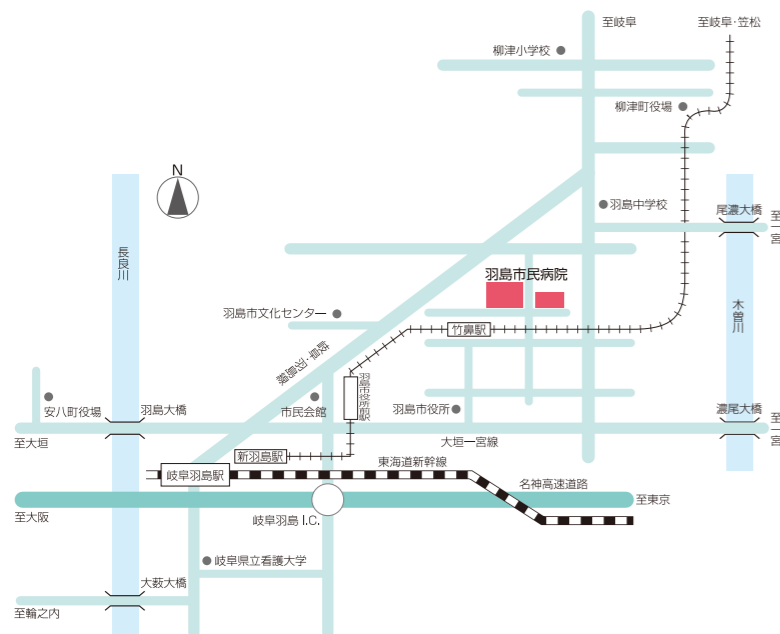 至岐阜
至岐阜・笠松
柳津小学校
柳津町役場
N
羽島中学校
尾濃大橋
至一宮
長良川
羽島市民病院
木曽川
羽島市文化センター
竹鼻駅
岐阜・羽島線
羽島市役所前駅
安八町役場
羽島大橋
市民会館
羽島市役所
濃尾大橋
至一宮
至大垣
大垣一宮線
新羽島駅
東海道新幹線
岐阜羽島駅
名神高速道路
至大阪
岐阜羽島 I.C.
至東京
岐阜県立看護大学
大薮大橋
至輪之内